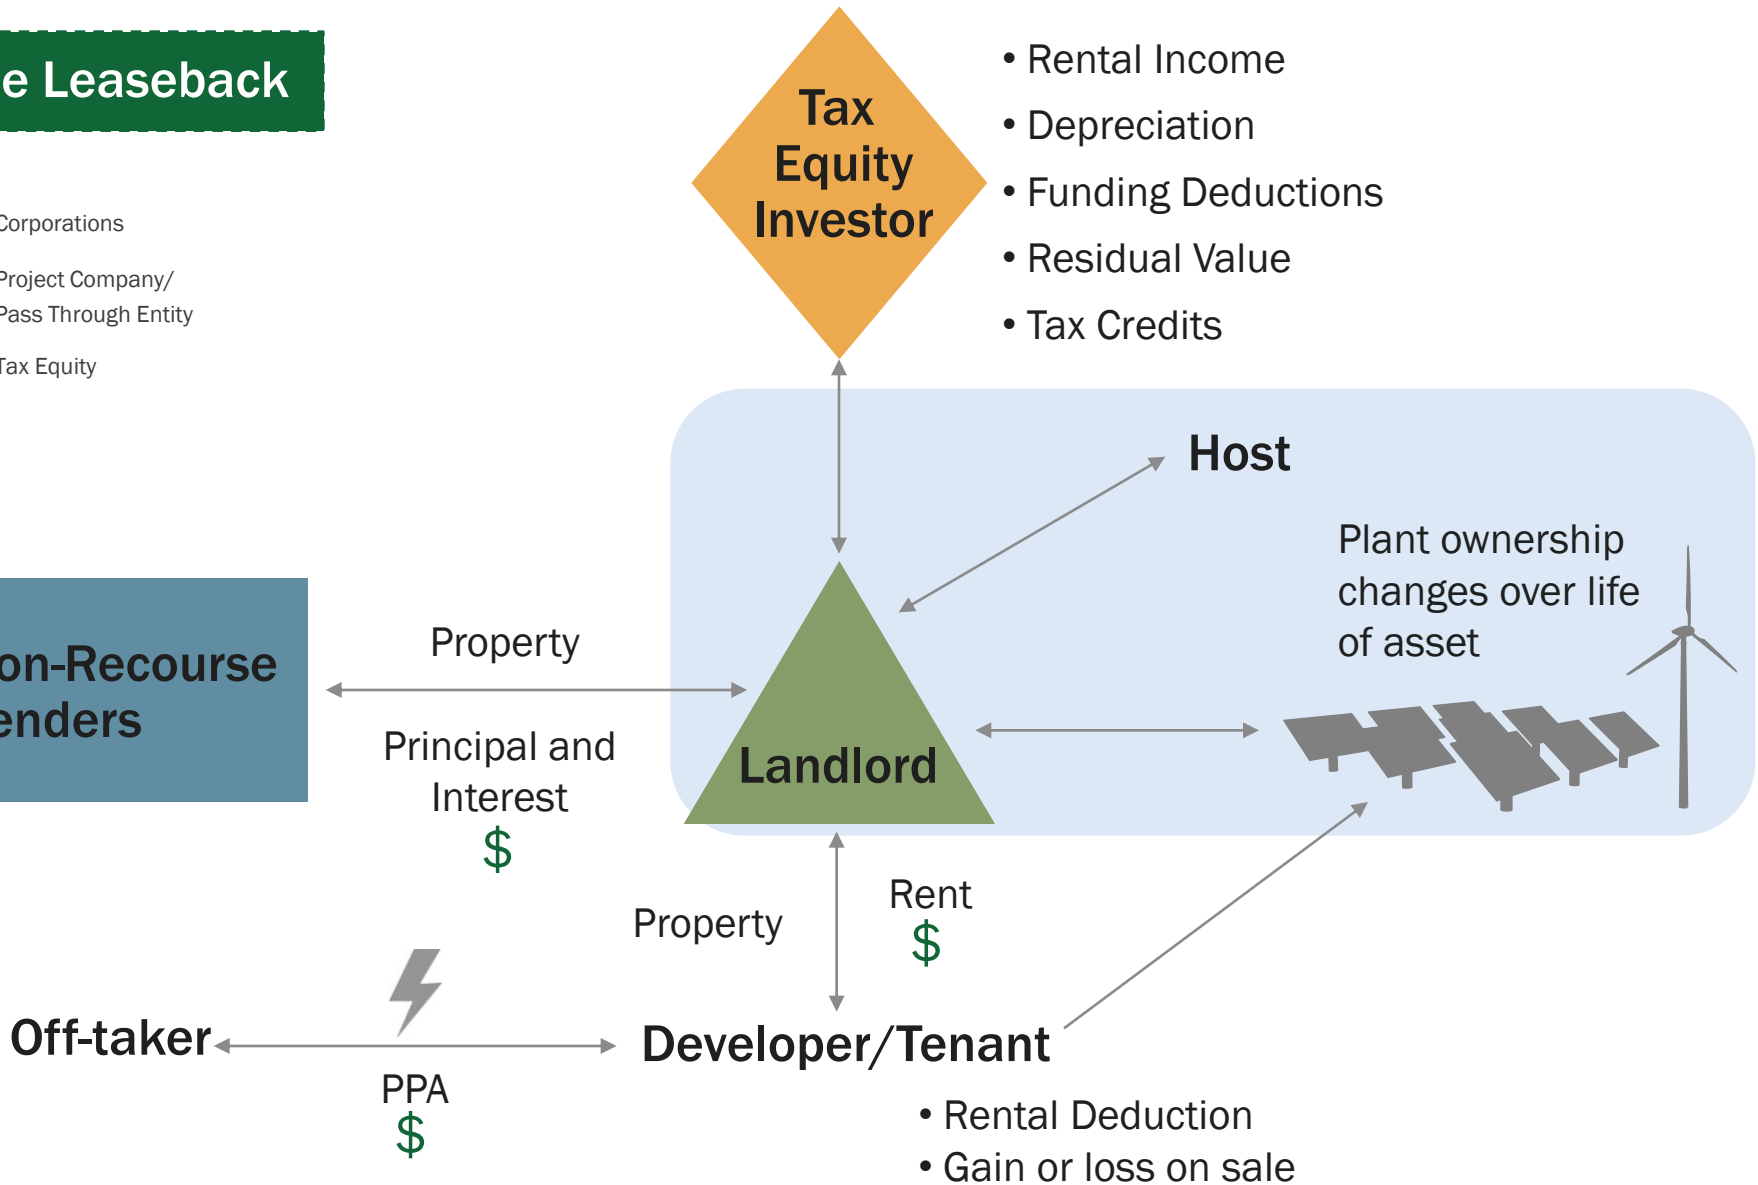 e Leaseback
Corporations
Project Company/
Pass Through Entity
Tax Equity
Tax
Equity
Investor
• Rental Income
• Depreciation
• Funding Deductions
• Residual Value
• Tax Credits
Host
Plant ownership
changes over life
of asset
on-Recourse
enders
Property
Principal and
Interest
$
Landlord
Property
Rent
$
Off-taker
PPA
$
Developer/Tenant
• Rental Deduction
• Gain or loss on sale